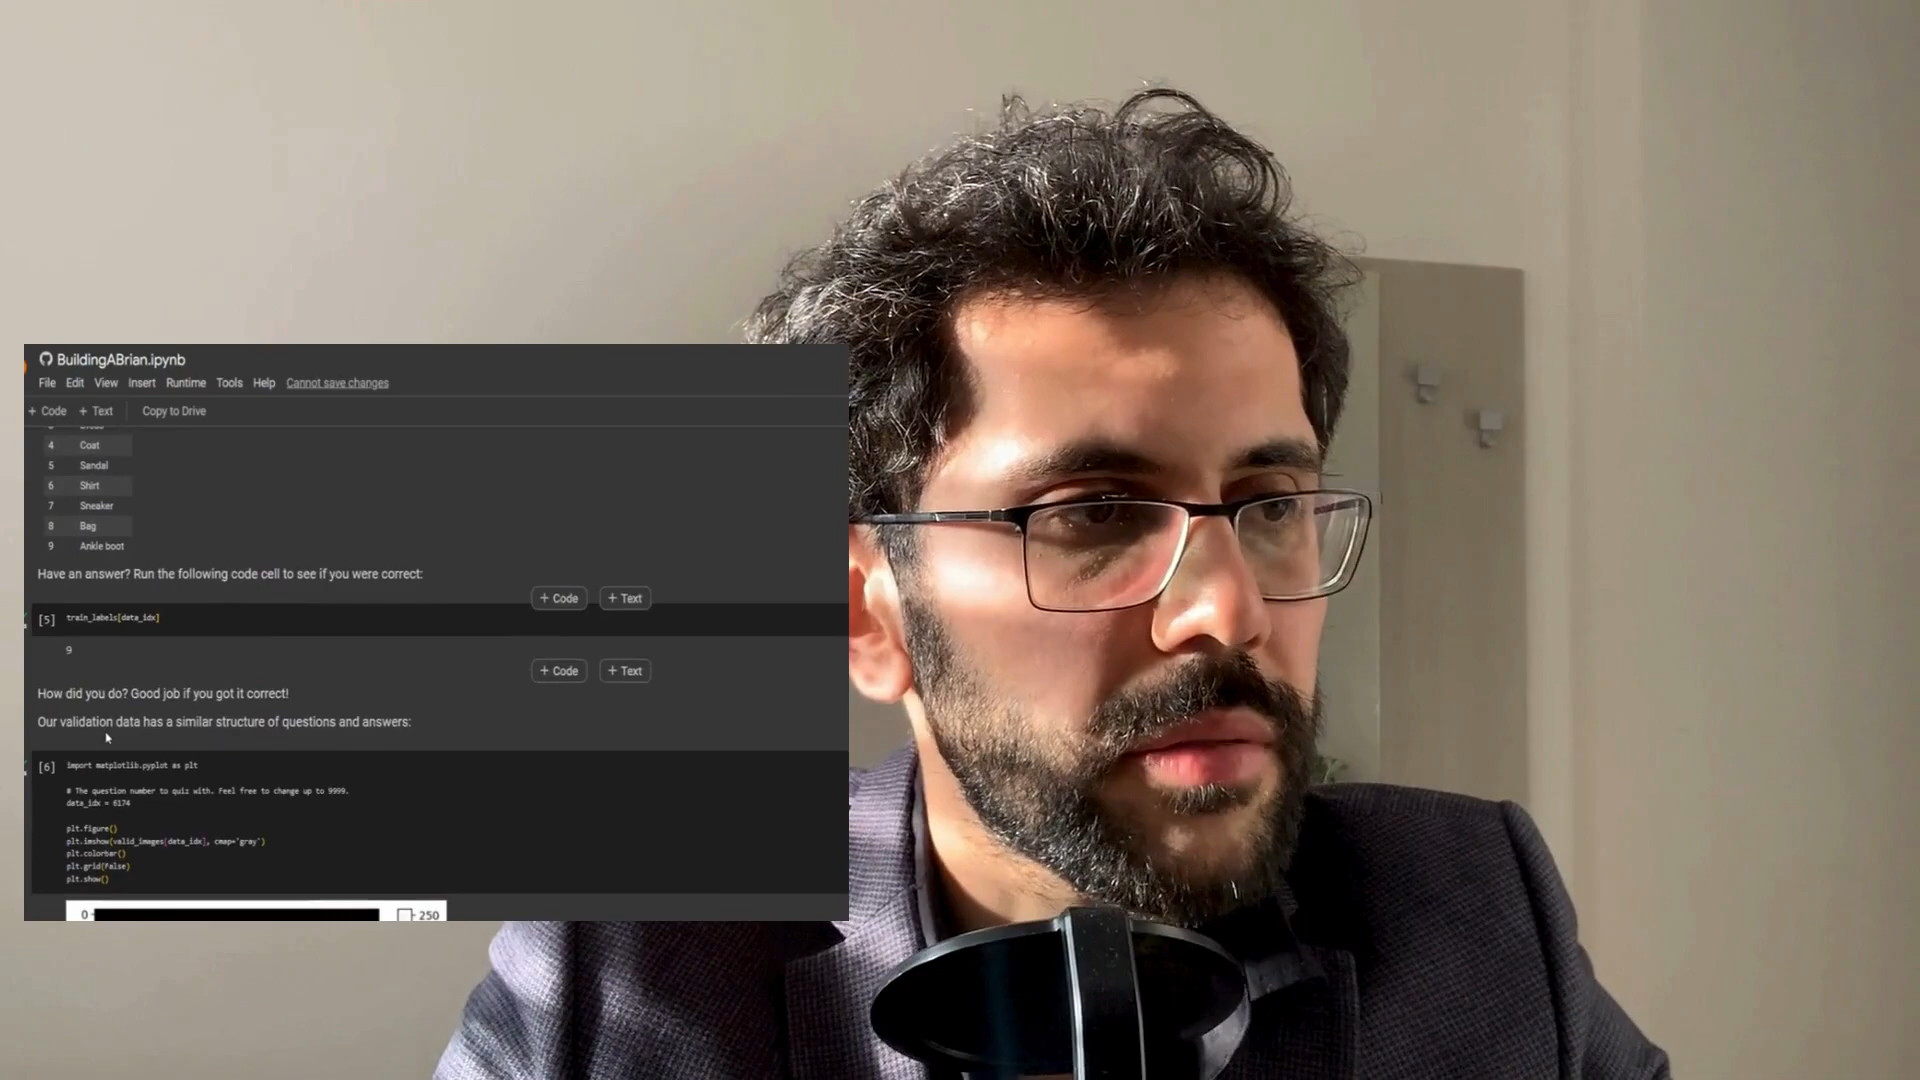 BuildingABrian.ipynb
File Edit View Insert Runtime Tools Help Cannot save changes
+ Code + Text Copy to Drive
4 Coat
5 Sandal
6 Shirt
7 Sneaker
8 Bag
9 Ankle boot
Have an answer? Run the following code cell to see if you were correct:
+ Code + Text
[5] train_labels[data_idx]
9
+ Code + Text
How did you do? Good job if you got it correct!
Our validation data has a similar structure of questions and answers:
[6] import matplotlib.pyplot as plt
# The question number to quiz with. Feel free to change up to 9999.
data_idx = 6174
plt.figure()
plt.imshow(valid_images[data_idx], cmap='gray')
plt.colorbar()
plt.grid(False)
plt.show()
0 250